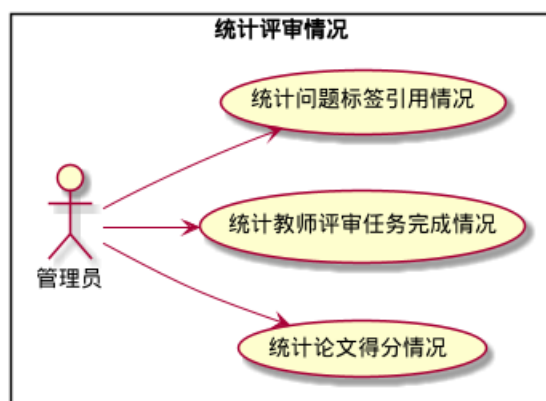 统计评审情况
统计问题标签引用情况
统计教师评审任务完成情况
管理员
统计论文得分情况